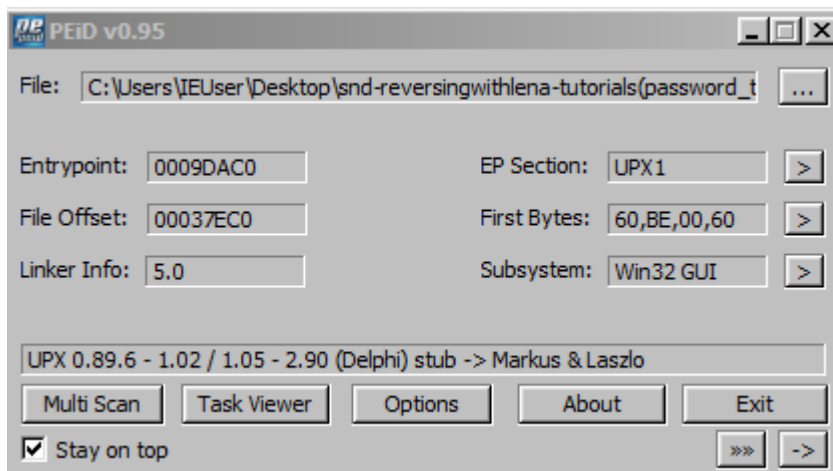 PEiD v0.95
File: C:\Users\IEUser\Desktop\snd-reversingwithlena-tutorials(password_t ...
Entrypoint: 0009DAC0 EP Section: UPX1 >
File Offset: 00037EC0 First Bytes: 60,BE,00,60 >
Linker Info: 5.0 Subsystem: Win32 GUI >
UPX 0.89.6 - 1.02 / 1.05 - 2.90 (Delphi) stub -> Markus & Laszlo
Multi Scan Task Viewer Options About Exit
Stay on top »» ->